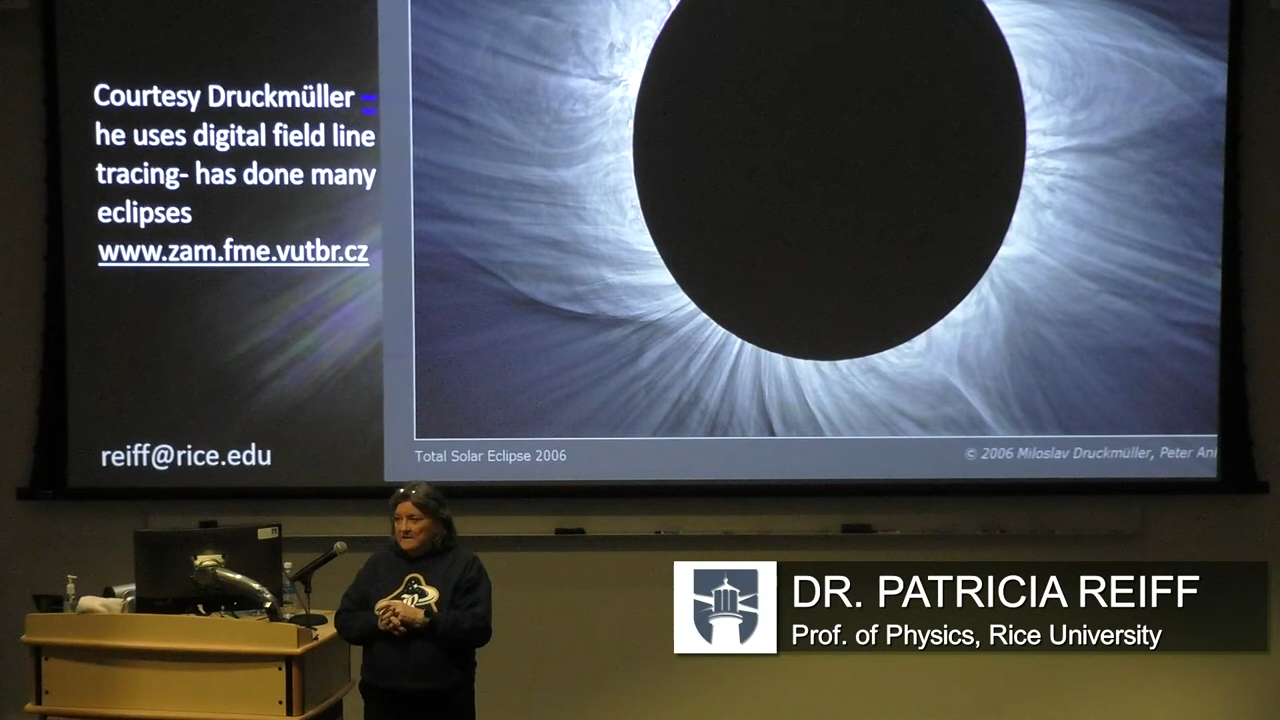 Courtesy Druckmüller –
he uses digital field line
tracing- has done many
eclipses
www.zam.fme.vutbr.cz
reiff@rice.edu
Total Solar Eclipse 2006
© 2006 Miloslav Druckmüller, Peter Ani
DR. PATRICIA REIFF
Prof. of Physics, Rice University